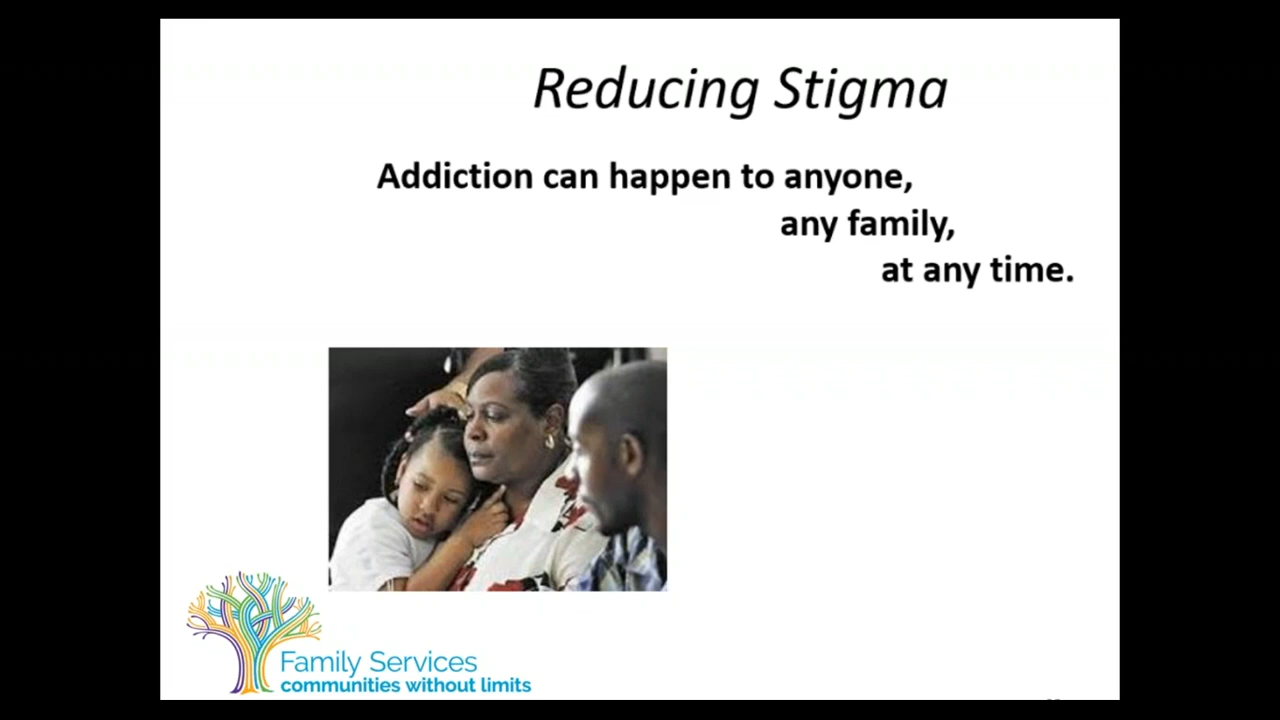 Reducing Stigma
Addiction can happen to anyone,
any family,
at any time.
Family Services
communities without limits